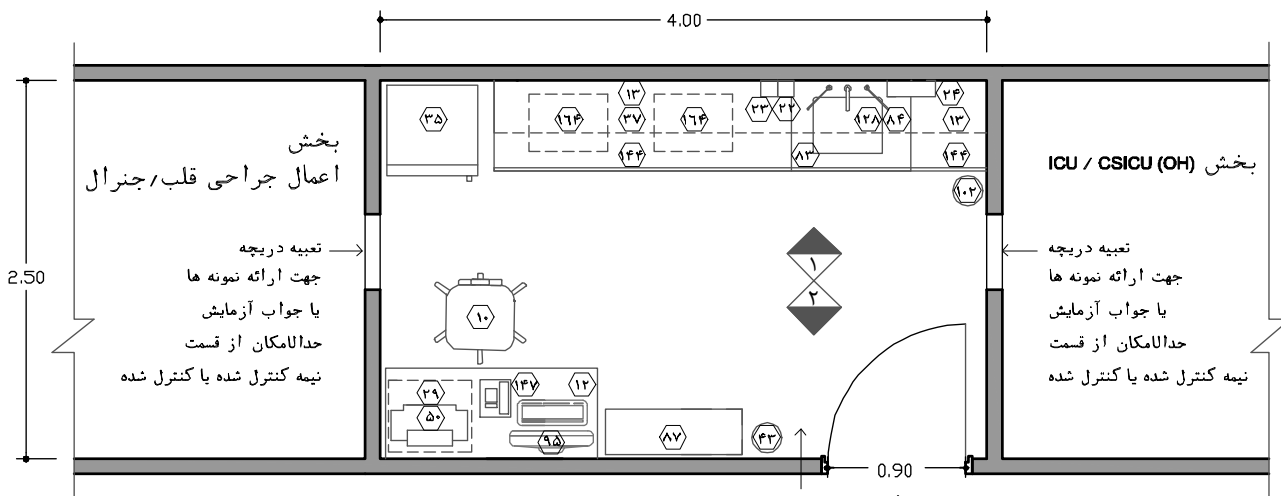 4.00
2.50
بخش
اعمال جراحی قلب/جنرال
تعبیه دریچه
جهت ارائه نمونه ها
یا جواب آزمایش
حدالامکان از قسمت
نیمه کنترل شده یا کنترل شده
۳۵
۱۶۴
۱۳
۳۷
۱۴۴
۱۶۴
۲۳
۲۲
۸۳
۱۲۸
۸۴
۲۴
۱۳
۱۴۴
۱۰۲
۱
۲
۱۰
۲۹
۵۰
۱۴۷
۱۲
۹۵
۸۷
۴۳
0.90
بخش ICU / CSICU (OH)
تعبیه دریچه
جهت ارائه نمونه ها
یا جواب آزمایش
حدالامکان از قسمت
نیمه کنترل شده یا کنترل شده